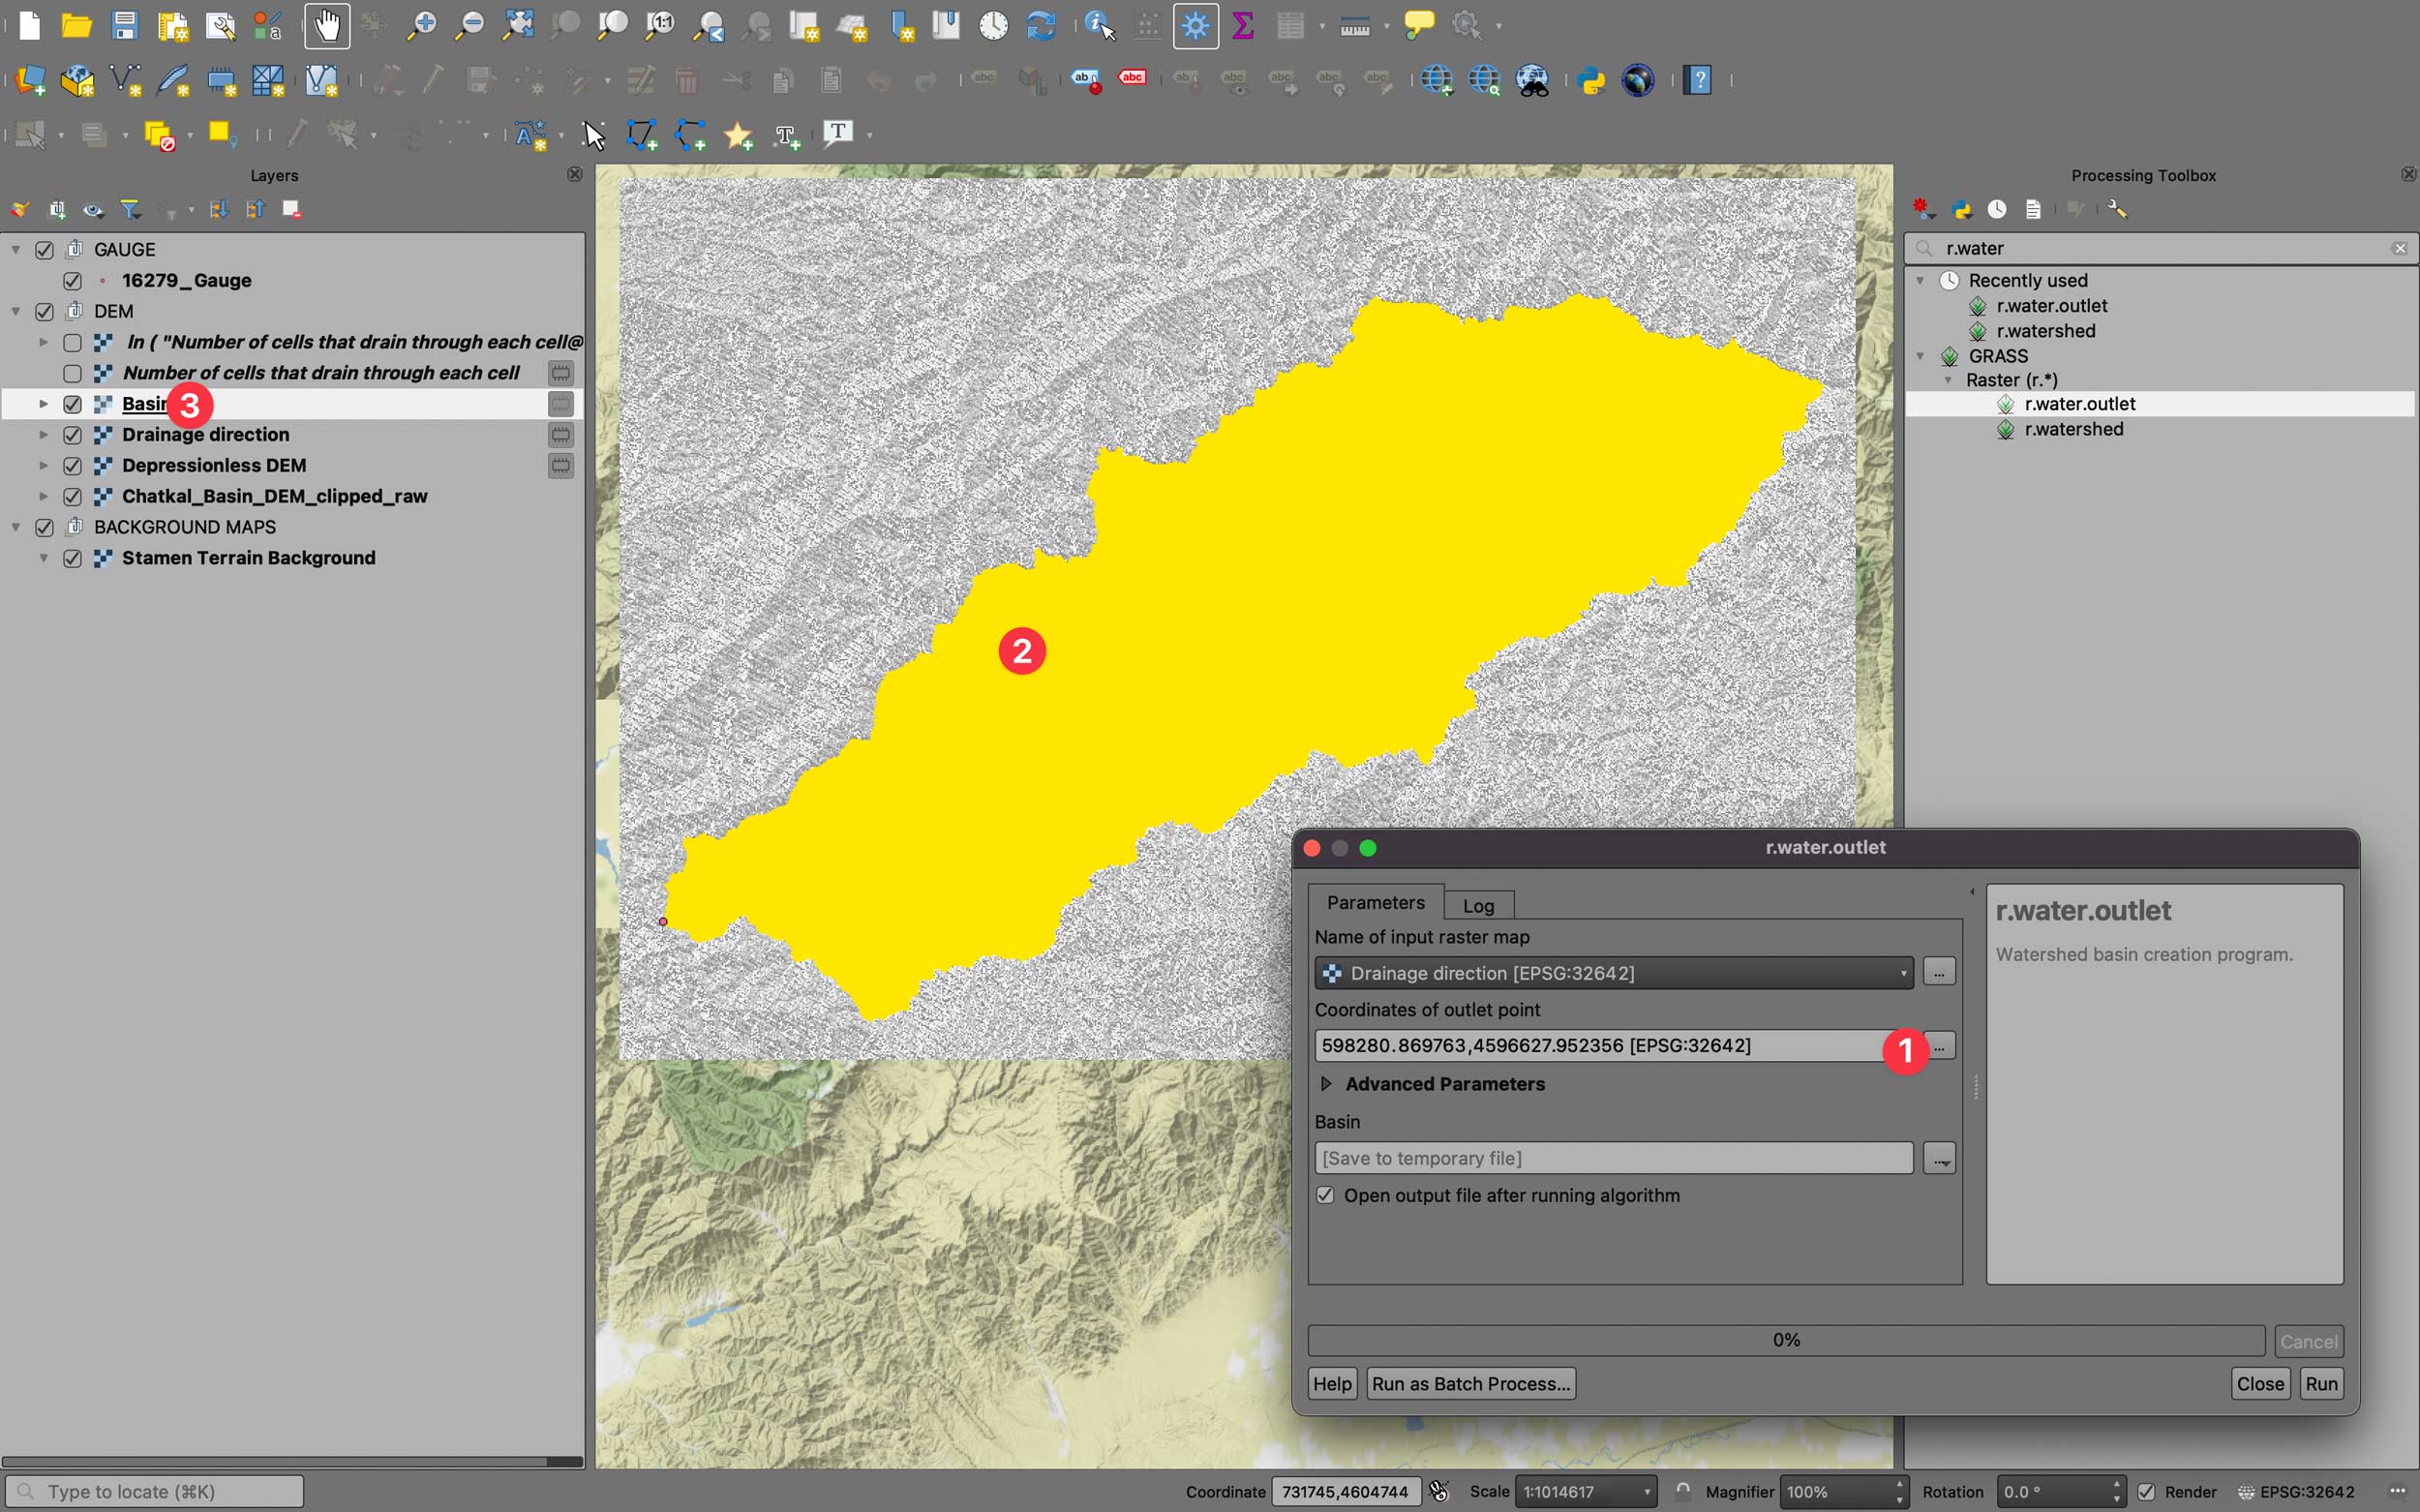 Layers
Processing Toolbox
GAUGE
16279_Gauge
DEM
ln ( "Number of cells that drain through each cell@
Number of cells that drain through each cell
Basin
3
Drainage direction
Depressionless DEM
Chatkal_Basin_DEM_clipped_raw
BACKGROUND MAPS
Stamen Terrain Background
2
r.water
Recently used
r.water.outlet
r.watershed
GRASS
Raster (r.*)
r.water.outlet
r.watershed
r.water.outlet
Parameters
Log
Name of input raster map
Drainage direction [EPSG:32642]
...
Coordinates of outlet point
598280.869763,4596627.952356 [EPSG:32642]
1
...
Advanced Parameters
Basin
[Save to temporary file]
...
Open output file after running algorithm
r.water.outlet
Watershed basin creation program.
0%
Cancel
Help
Run as Batch Process...
Close
Run
Type to locate (⌘K)
Coordinate 731745,4604744
Scale 1:1014617
Magnifier 100%
Rotation 0.0 °
Render
EPSG:32642